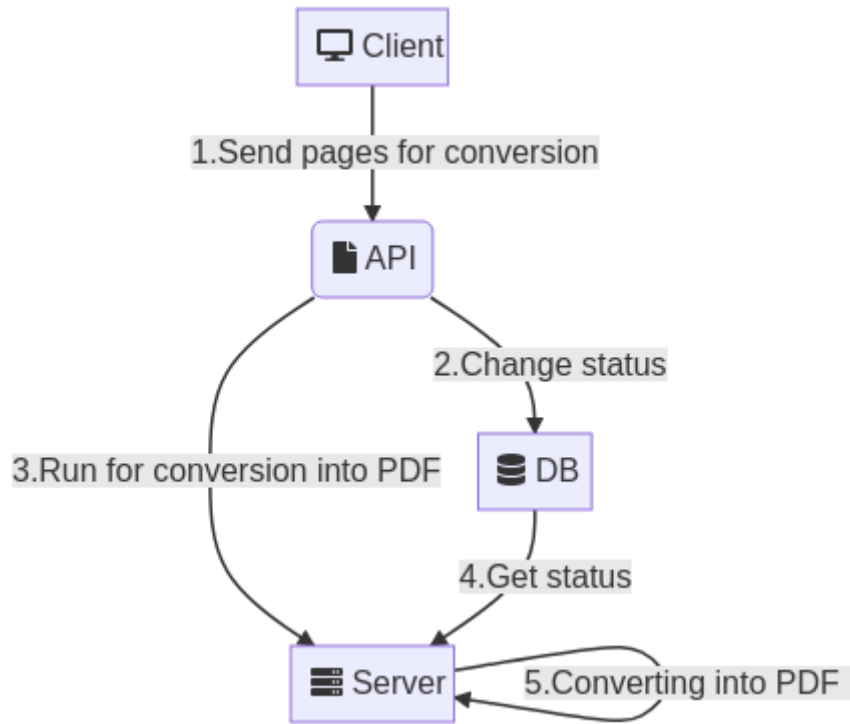 Client
1.Send pages for conversion
API
2.Change status
3.Run for conversion into PDF
DB
4.Get status
Server
5.Converting into PDF